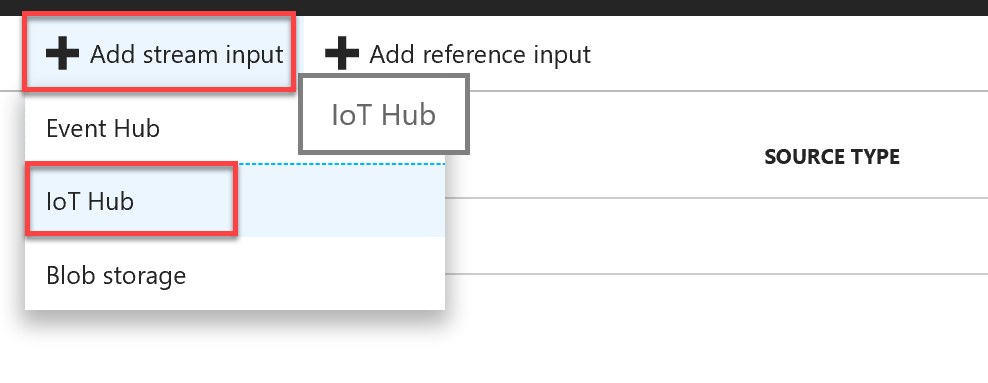 Add stream input
Add reference input
IoT Hub
Event Hub
SOURCE TYPE
IoT Hub
Blob storage